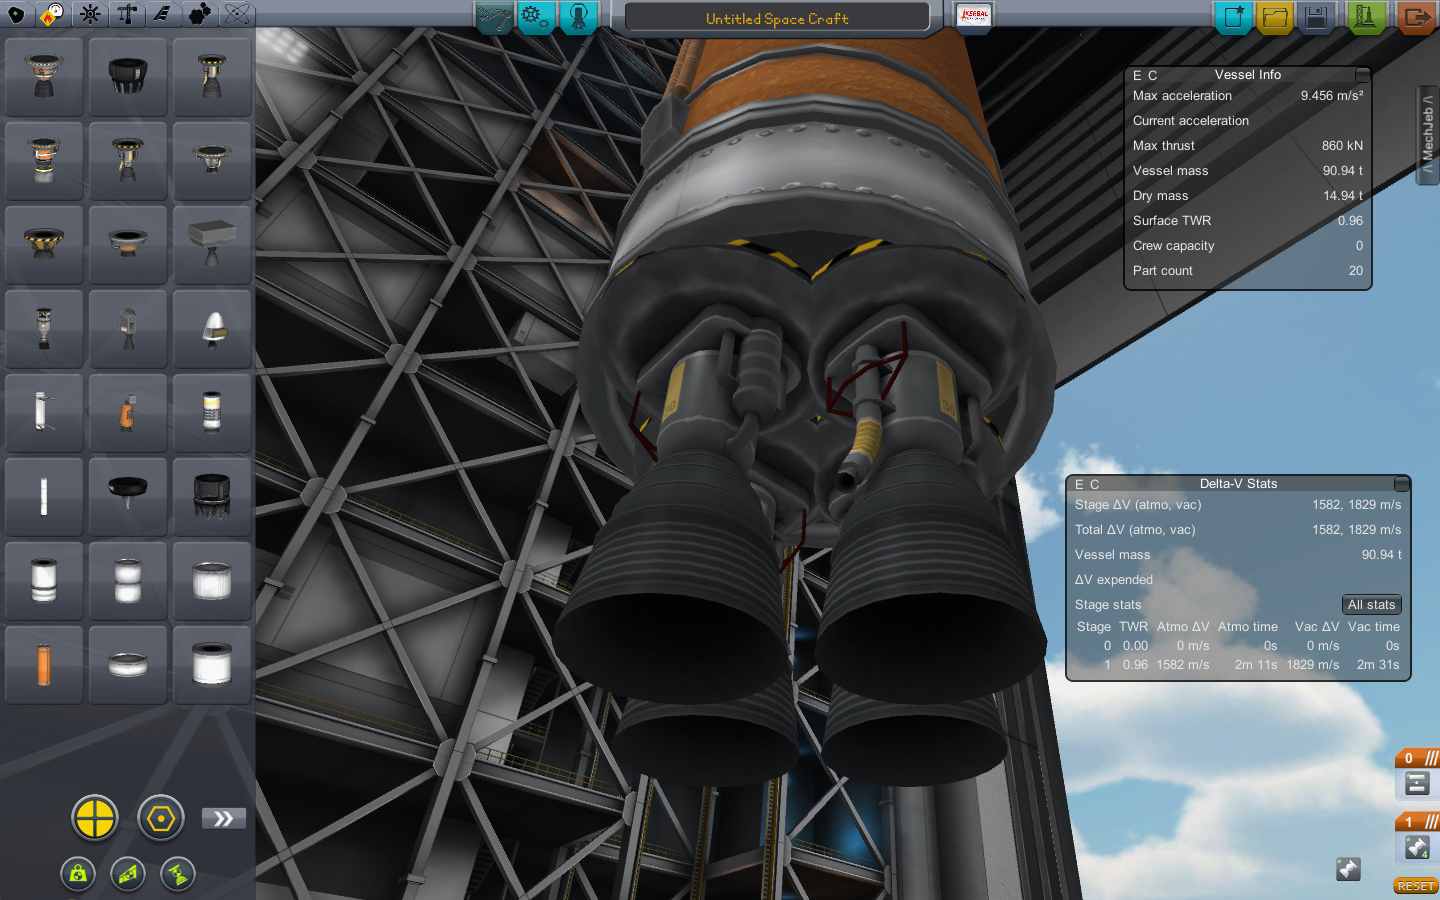 Untitled Space Craft
KERBAL
E C Vessel Info
Max acceleration 9.456 m/s²
Current acceleration
Max thrust 860 kN
Vessel mass 90.94 t
Dry mass 14.94 t
Surface TWR 0.96
Crew capacity 0
Part count 20
/\ MechJeb /\
E C Delta-V Stats
Stage ΔV (atmo, vac) 1582, 1829 m/s
Total ΔV (atmo, vac) 1582, 1829 m/s
Vessel mass 90.94 t
ΔV expended
Stage stats All stats
Stage TWR Atmo ΔV Atmo time Vac ΔV Vac time
0 0.00 0 m/s 0s 0 m/s 0s
1 0.96 1582 m/s 2m 11s 1829 m/s 2m 31s
0
1
4
RESET